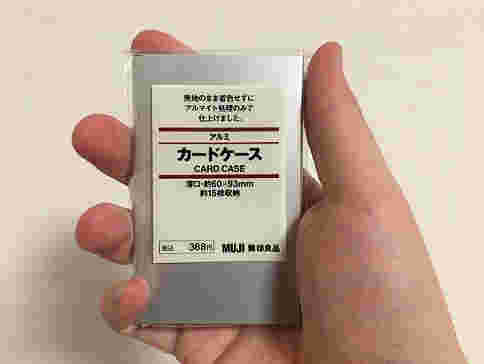 無地のまま着色せずに
アルマイト処理のみで
仕上げました。
アルミ
カードケース
CARD CASE
薄口・約60×93mm
約15枚収納
税込 368円 MUJI 無印良品